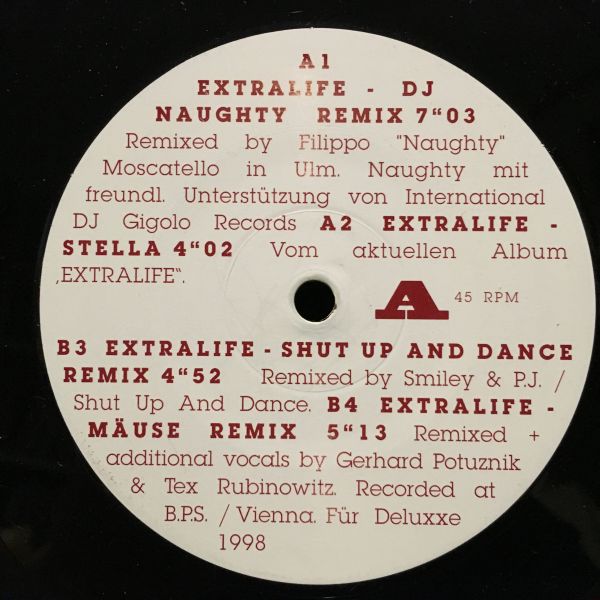 A1
EXTRALIFE - DJ
NAUGHTY REMIX 7"03
Remixed by Filippo "Naughty"
Moscatello in Ulm. Naughty mit
freundl. Unterstützung von International
DJ Gigolo Records A2 EXTRALIFE -
STELLA 4"02 Vom aktuellen Album
‚EXTRALIFE".
A 45 RPM
B3 EXTRALIFE - SHUT UP AND DANCE
REMIX 4"52 Remixed by Smiley & P.J. /
Shut Up And Dance. B4 EXTRALIFE -
MÄUSE REMIX 5"13 Remixed +
additional vocals by Gerhard Potuznik
& Tex Rubinowitz. Recorded at
B.P.S. / Vienna. Für Deluxxe
1998